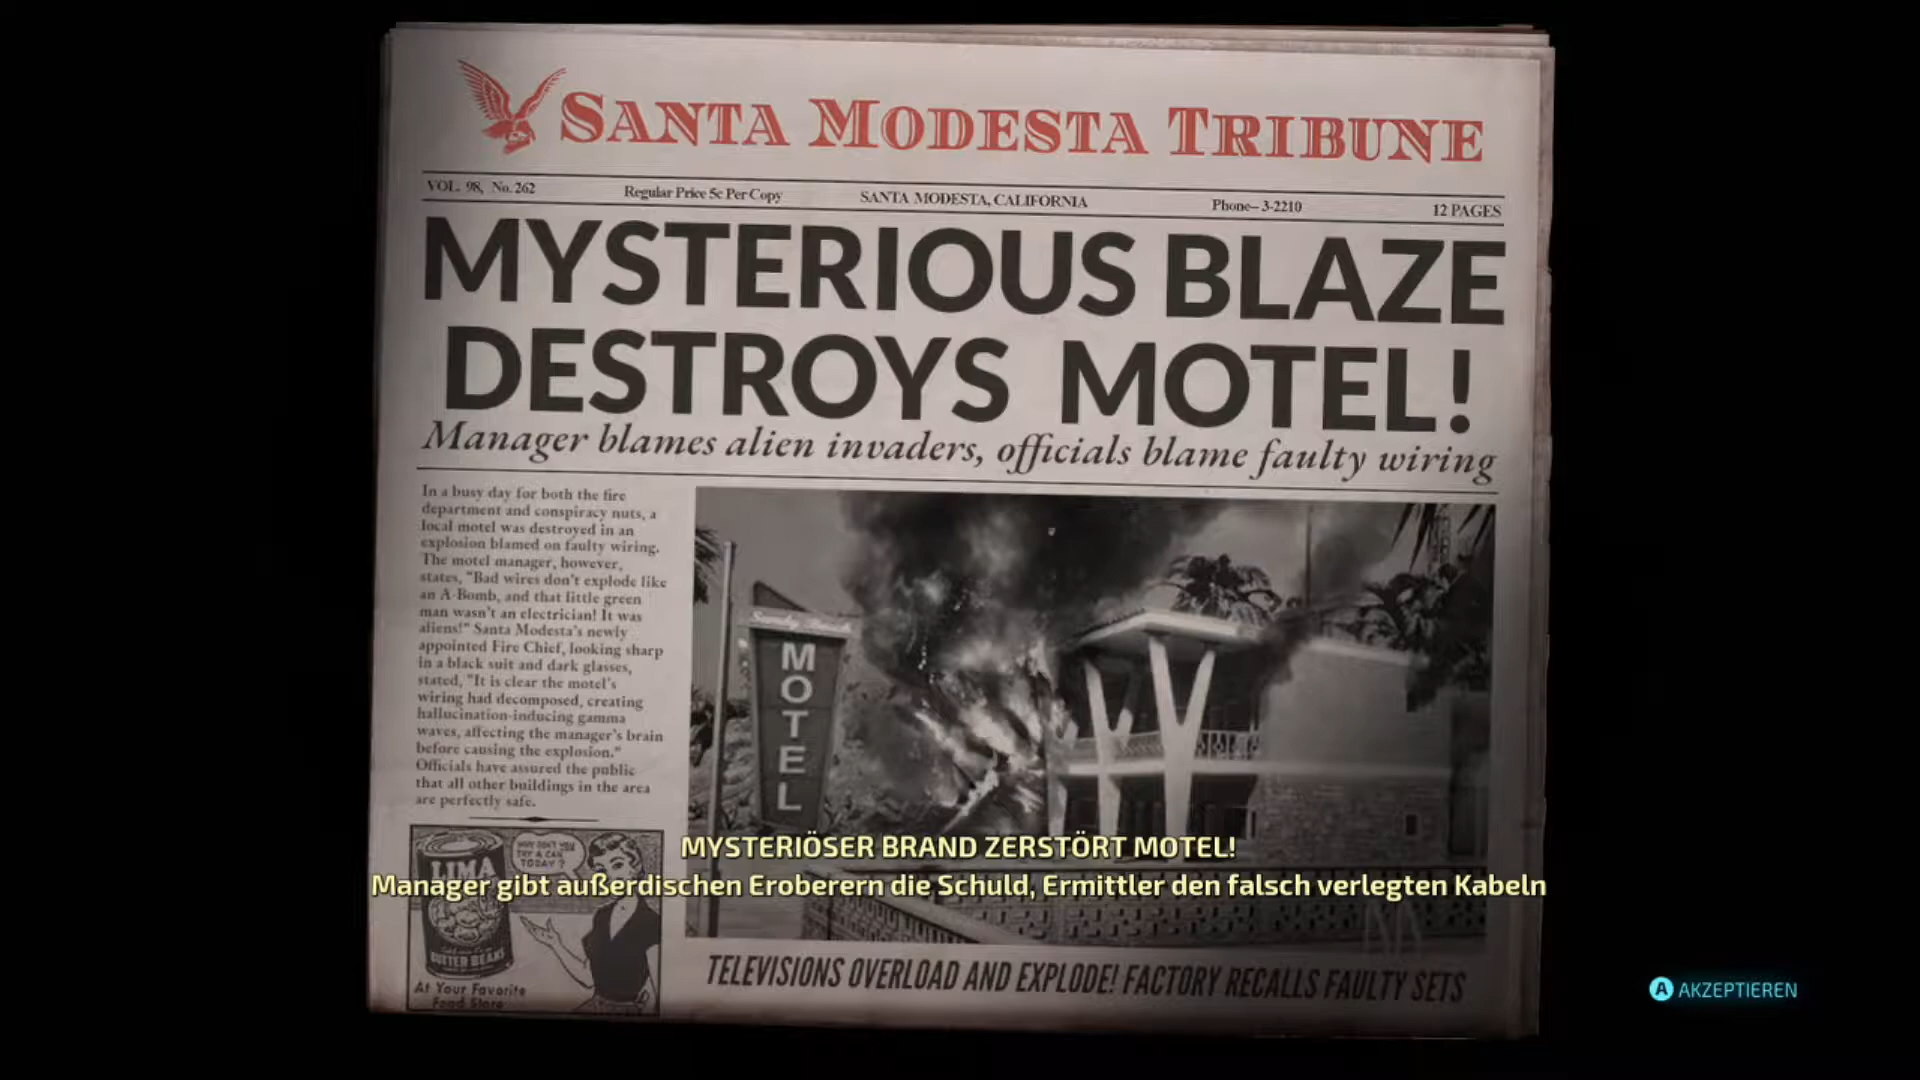 SANTA MODESTA TRIBUNE
VOL. 98, No. 262 Regular Price 5c Per Copy SANTA MODESTA, CALIFORNIA Phone–3-2210 12 PAGES
MYSTERIOUS BLAZE
DESTROYS MOTEL!
Manager blames alien invaders, officials blame faulty wiring
In a busy day for both the fire
department and conspiracy nuts, a
local motel was destroyed in an
explosion blamed on faulty wiring.
The motel manager, however,
states, "Bad wires don't explode like
an A-Bomb, and that little green
man wasn't an electrician! It was
aliens!" Santa Modesta's newly
appointed Fire Chief, looking sharp
in a black suit and dark glasses,
stated, "It is clear the motel's
wiring had decomposed, creating
hallucination-inducing gamma
waves, affecting the manager's brain
before causing the explosion."
Officials have assured the public
that all other buildings in the area
are perfectly safe.
MOTEL
LIMA
BUTTER BEANS
WHY DON'T YOU
TRY A CAN
TODAY?
At Your Favorite
Food Store
MYSTERIÖSER BRAND ZERSTÖRT MOTEL!
Manager gibt außerdischen Eroberern die Schuld, Ermittler den falsch verlegten Kabeln
TELEVISIONS OVERLOAD AND EXPLODE! FACTORY RECALLS FAULTY SETS
A AKZEPTIEREN